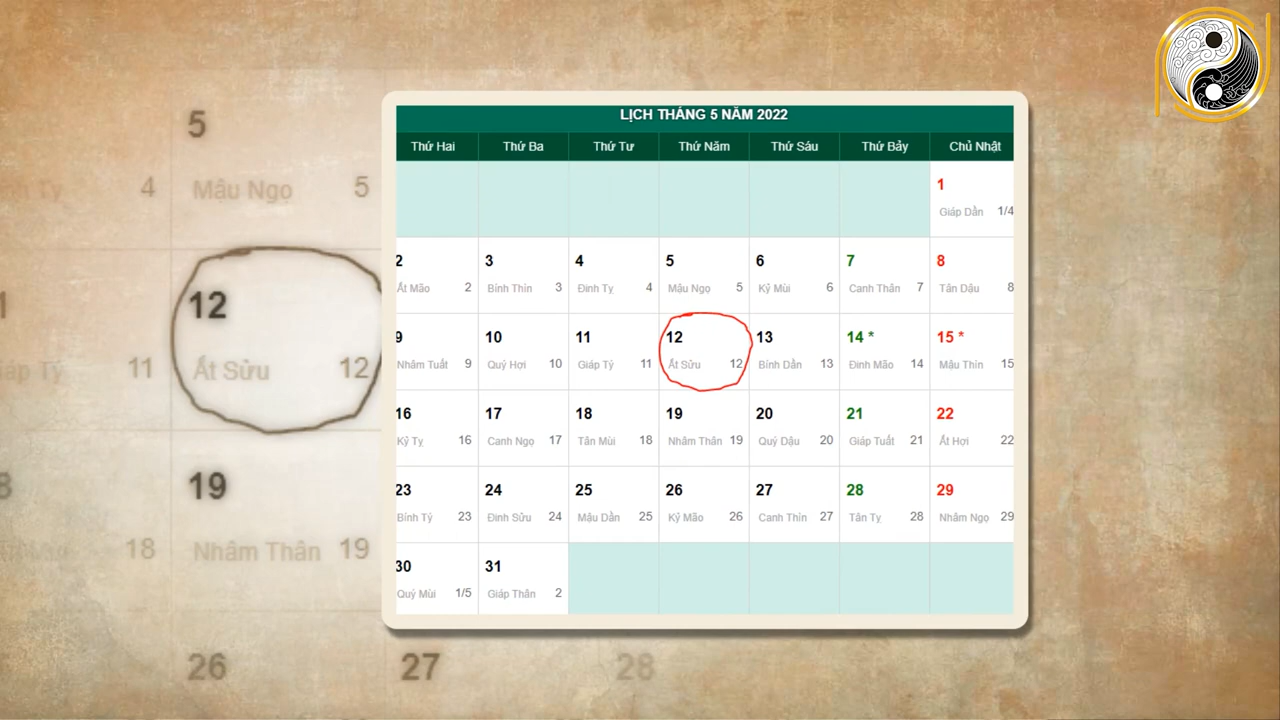 LỊCH THÁNG 5 NĂM 2022
Thứ Hai Thứ Ba Thứ Tư Thứ Năm Thứ Sáu Thứ Bảy Chủ Nhật
1
Giáp Dần 1/4
2 3 4 5 6 7 8
Ất Mão 2 Bính Thìn 3 Đinh Tỵ 4 Mậu Ngọ 5 Kỷ Mùi 6 Canh Thân 7 Tân Dậu 8
9 10 11 12 13 14 * 15 *
Nhâm Tuất 9 Quý Hợi 10 Giáp Tý 11 Ất Sửu 12 Bính Dần 13 Đinh Mão 14 Mậu Thìn 15
16 17 18 19 20 21 22
Kỷ Tỵ 16 Canh Ngọ 17 Tân Mùi 18 Nhâm Thân 19 Quý Dậu 20 Giáp Tuất 21 Ất Hợi 22
23 24 25 26 27 28 29
Bính Tý 23 Đinh Sửu 24 Mậu Dần 25 Kỷ Mão 26 Canh Thìn 27 Tân Tỵ 28 Nhâm Ngọ 29
30 31
Quý Mùi 1/5 Giáp Thân 2
5
4 Mậu Ngọ 5
12
11 Ất Sửu 12
19
18 Nhâm Thân 19
26 27 28